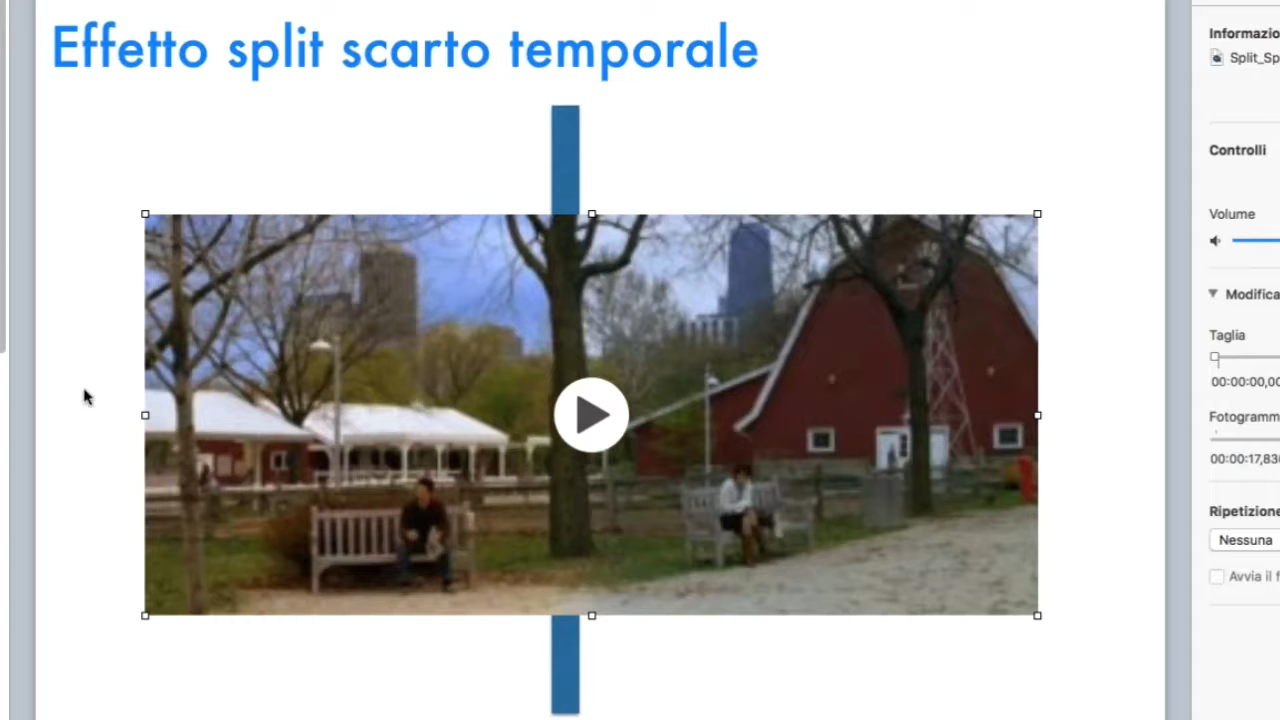 Effetto split scarto temporale
Informazio
Split_Sp
Controlli
Volume
Modifica
Taglia
00:00:00,00
Fotogramm
00:00:17,836
Ripetizione
Nessuna
Avvia il f